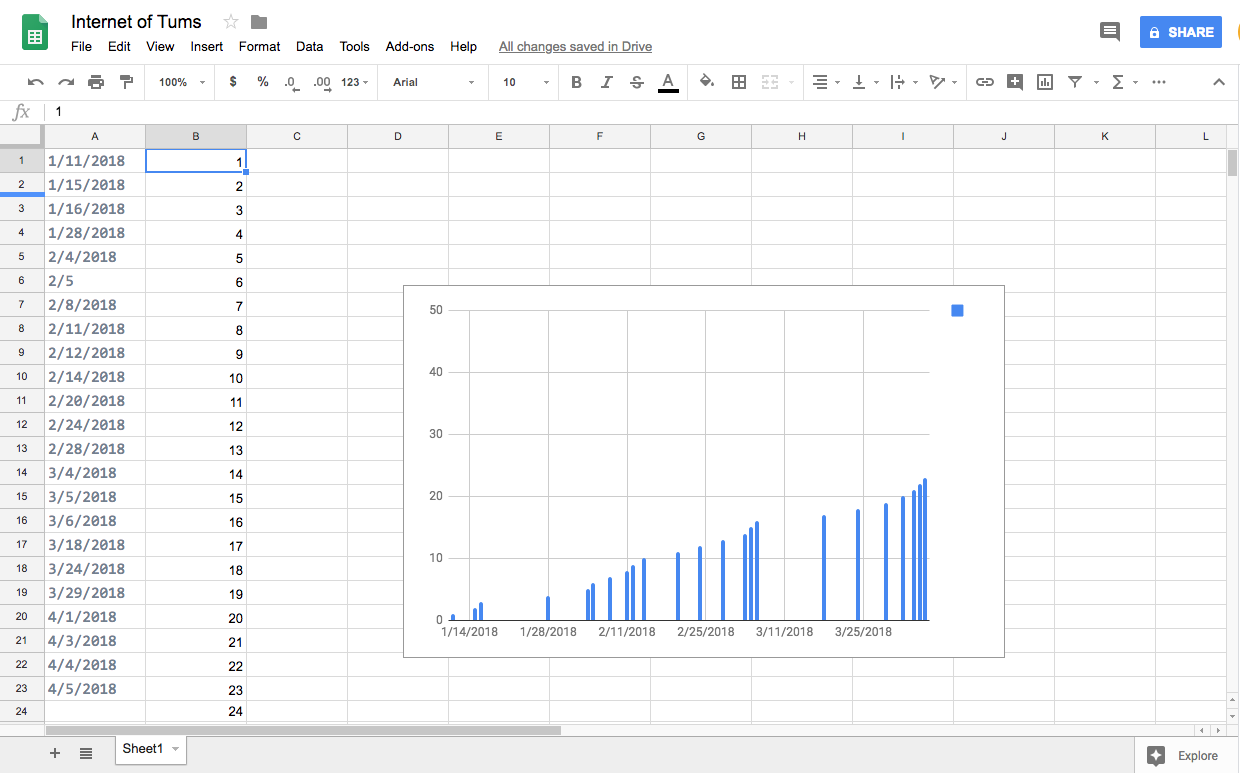 Internet of Tums
File Edit View Insert Format Data Tools Add-ons Help All changes saved in Drive
SHARE
100% $ % .0 .00 123 Arial 10 B I S A
fx 1
A B C D E F G H I J K L
1 1/11/2018 1
2 1/15/2018 2
3 1/16/2018 3
4 1/28/2018 4
5 2/4/2018 5
6 2/5 6
7 2/8/2018 7
8 2/11/2018 8
9 2/12/2018 9
10 2/14/2018 10
11 2/20/2018 11
12 2/24/2018 12
13 2/28/2018 13
14 3/4/2018 14
15 3/5/2018 15
16 3/6/2018 16
17 3/18/2018 17
18 3/24/2018 18
19 3/29/2018 19
20 4/1/2018 20
21 4/3/2018 21
22 4/4/2018 22
23 4/5/2018 23
24 24
50
40
30
20
10
0
1/14/2018 1/28/2018 2/11/2018 2/25/2018 3/11/2018 3/25/2018
Sheet1
Explore